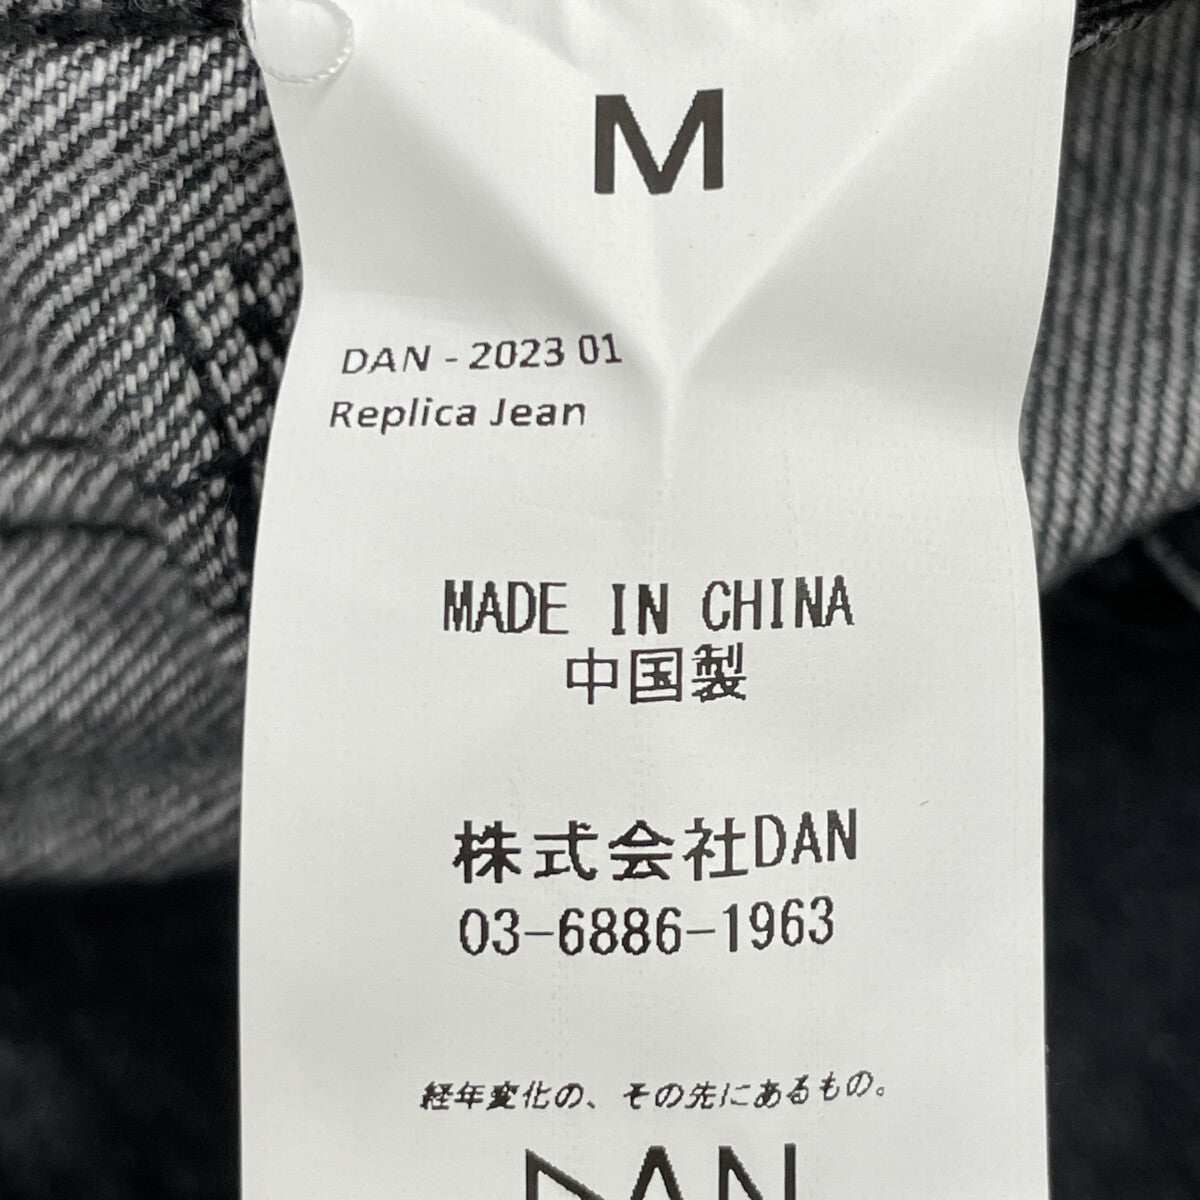 M
DAN - 2023 01
Replica Jean
MADE IN CHINA
中国製
株式会社DAN
03-6886-1963
経年変化の、その先にあるもの。
DAN